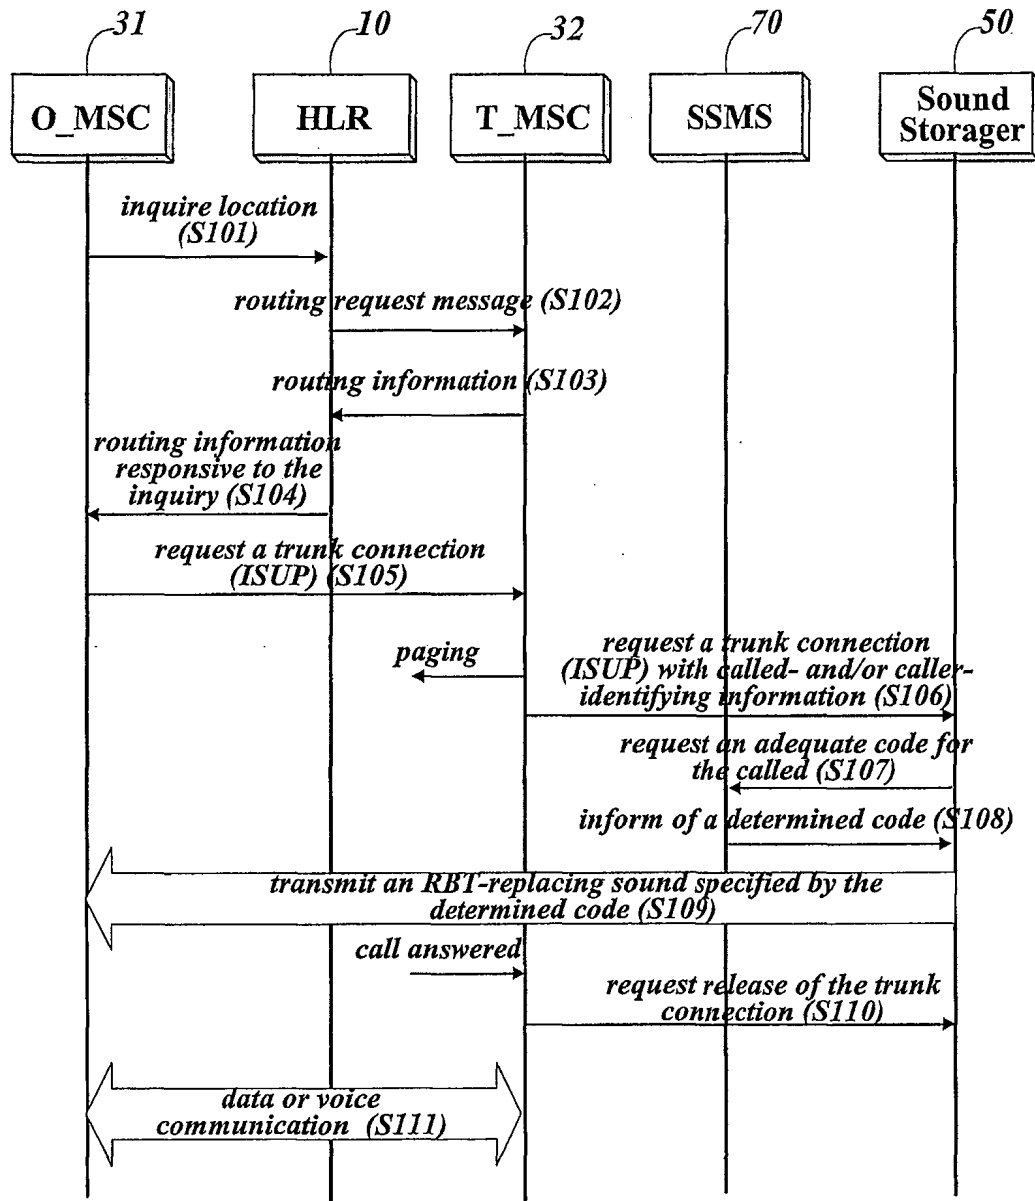 31
10
32
70
50
O_MSC
HLR
T_MSC
SSMS
Sound
Storager
inquire location
(S101)
routing request message (S102)
routing information (S103)
routing information
responsive to the
inquiry (S104)
request a trunk connection
(ISUP) (S105)
paging
request a trunk connection
(ISUP) with called- and/or caller-
identifying information (S106)
request an adequate code for
the called (S107)
inform of a determined code (S108)
transmit an RBT-replacing sound specified by the
determined code (S109)
call answered
request release of the trunk
connection (S110)
data or voice
communication (S111)